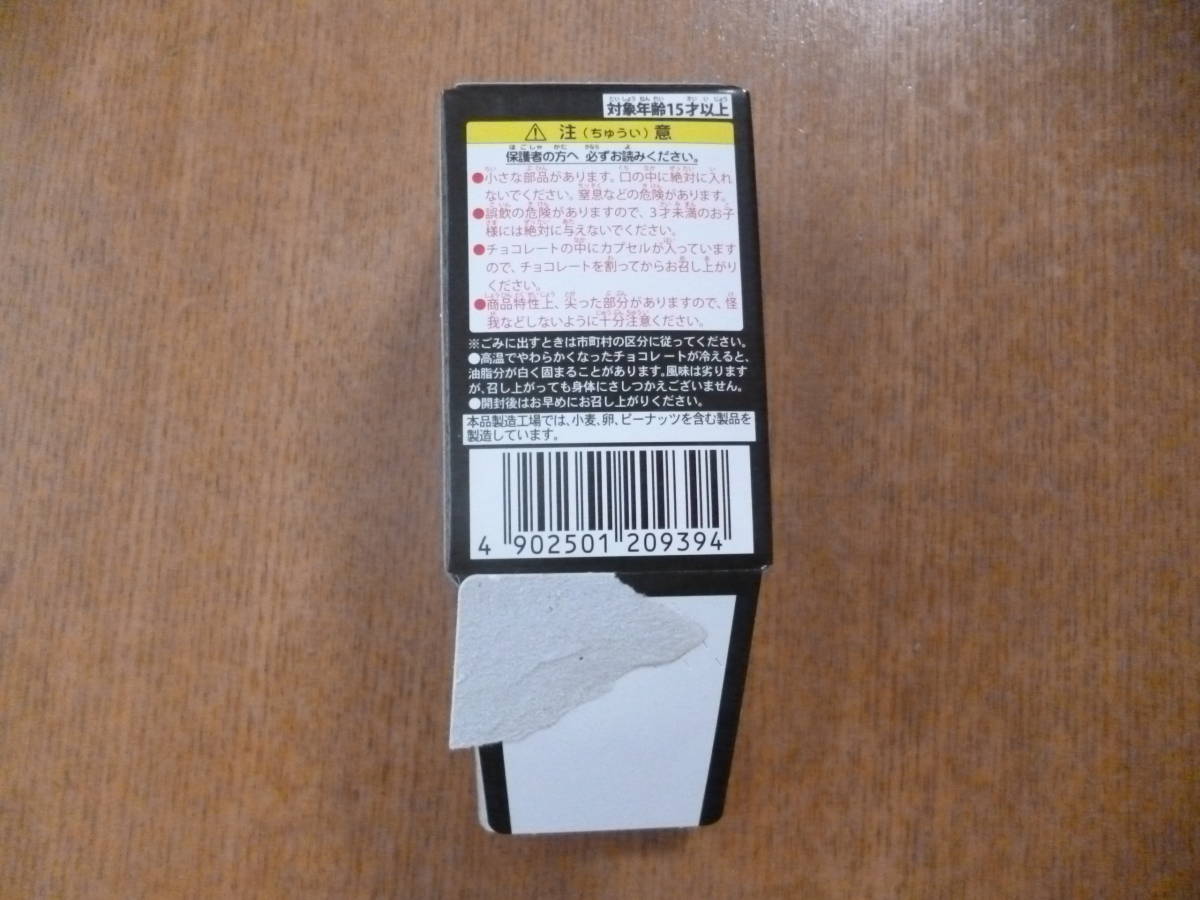 対象年齢15才以上
⚠ 注（ちゅうい）意
保護者の方へ 必ずお読みください。
●小さな部品があります。口の中に絶対に入れ
ないでください。窒息などの危険があります。
●誤飲の危険がありますので、3才未満のお子
様には絶対に与えないでください。
●チョコレートの中にカプセルが入っています
ので、チョコレートを割ってからお召し上がり
ください。
●商品特性上、尖った部分がありますので、怪
我などしないように十分注意ください。
※ごみに出すときは市町村の区分に従ってください。
●高温でやわらかくなったチョコレートが冷えると、
油脂分が白く固まることがあります。風味は劣ります
が、召し上がっても身体にさしつかえございません。
●開封後はお早めにお召し上がりください。
本品製造工場では、小麦、卵、ピーナッツを含む製品を
製造しています。
4 902501 209394